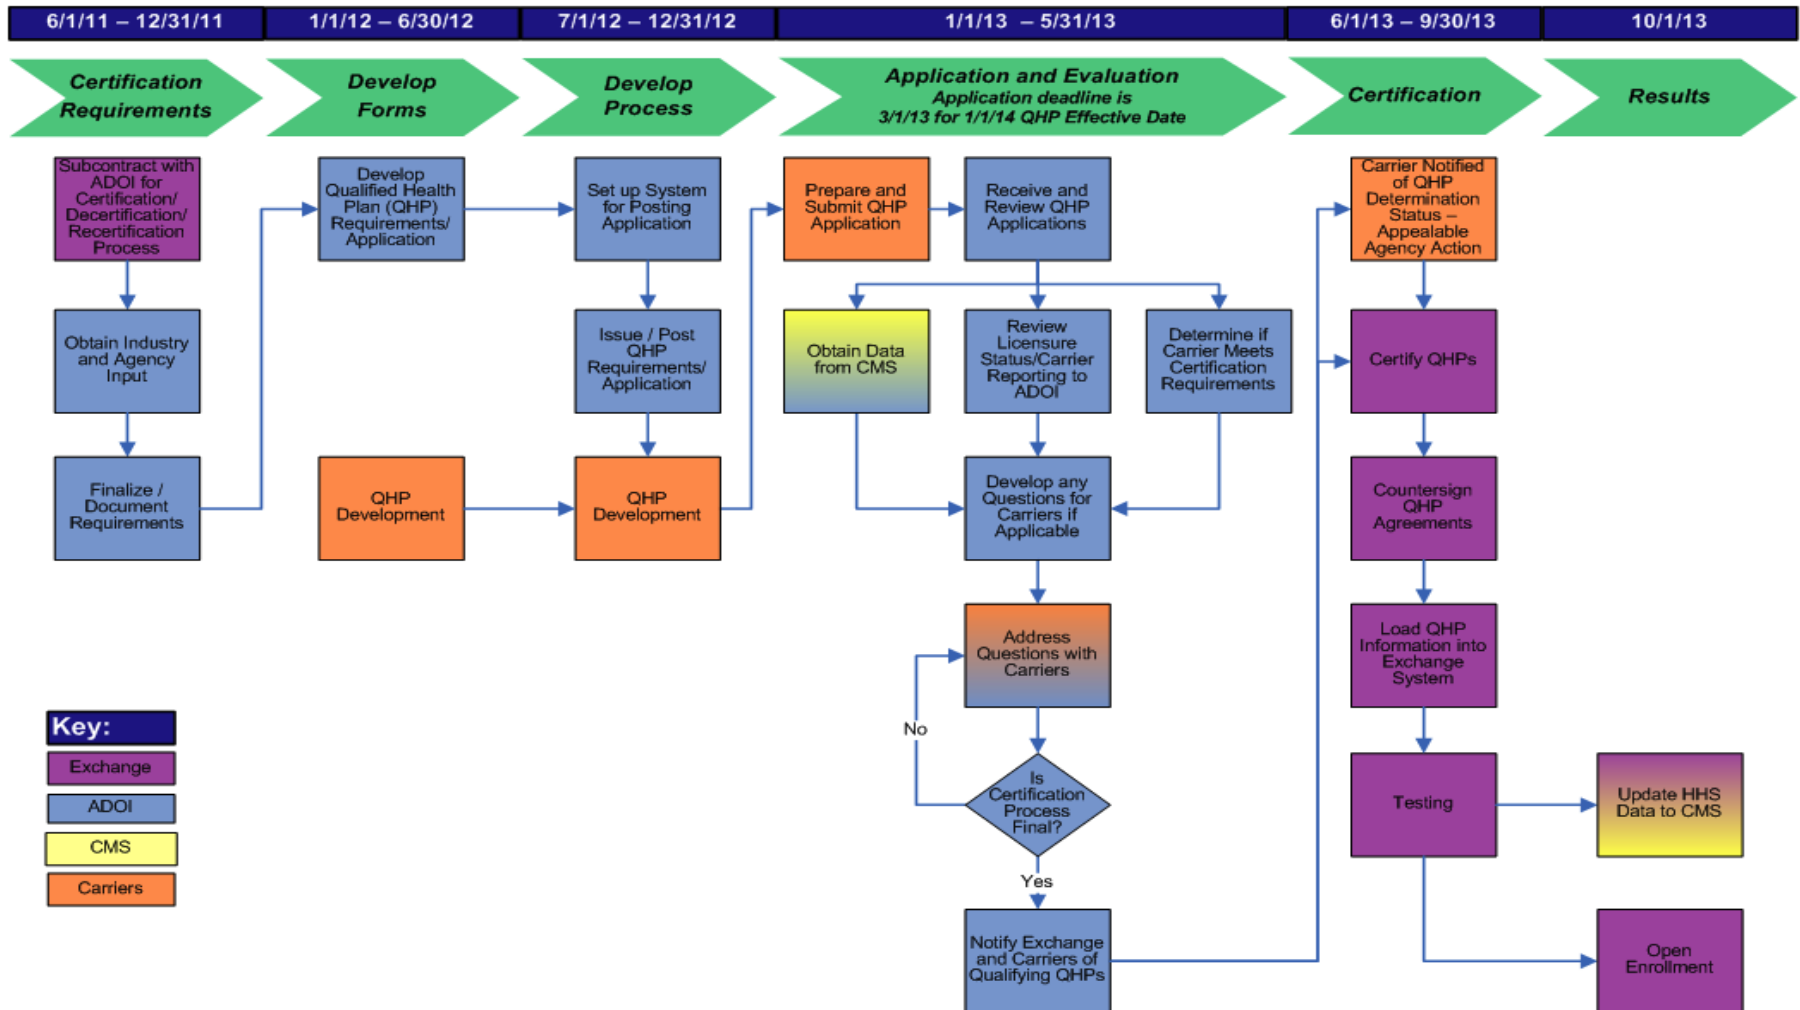 6/1/11 – 12/31/11
1/1/12 – 6/30/12
7/1/12 – 12/31/12
1/1/13 – 5/31/13
6/1/13 – 9/30/13
10/1/13
Certification
Requirements
Develop
Forms
Develop
Process
Application and Evaluation
Application deadline is
3/1/13 for 1/1/14 QHP Effective Date
Certification
Results
Subcontract with
ADOI for
Certification/
Decertification/
Recertification
Process
Develop
Qualified Health
Plan (QHP)
Requirements/
Application
Set up System
for Posting
Application
Prepare and
Submit QHP
Application
Receive and
Review QHP
Applications
Carrier Notified
of QHP
Determination
Status –
Appealable
Agency Action
Obtain Industry
and Agency
Input
Issue / Post
QHP
Requirements/
Application
Obtain Data
from CMS
Review
Licensure
Status/Carrier
Reporting to
ADOI
Determine if
Carrier Meets
Certification
Requirements
Certify QHPs
Finalize /
Document
Requirements
QHP
Development
QHP
Development
Develop any
Questions for
Carriers if
Applicable
Countersign
QHP
Agreements
Address
Questions with
Carriers
Load QHP
Information into
Exchange
System
No
Is
Certification
Process
Final?
Testing
Update HHS
Data to CMS
Yes
Notify Exchange
and Carriers of
Qualifying QHPs
Open
Enrollment
Key:
Exchange
ADOI
CMS
Carriers